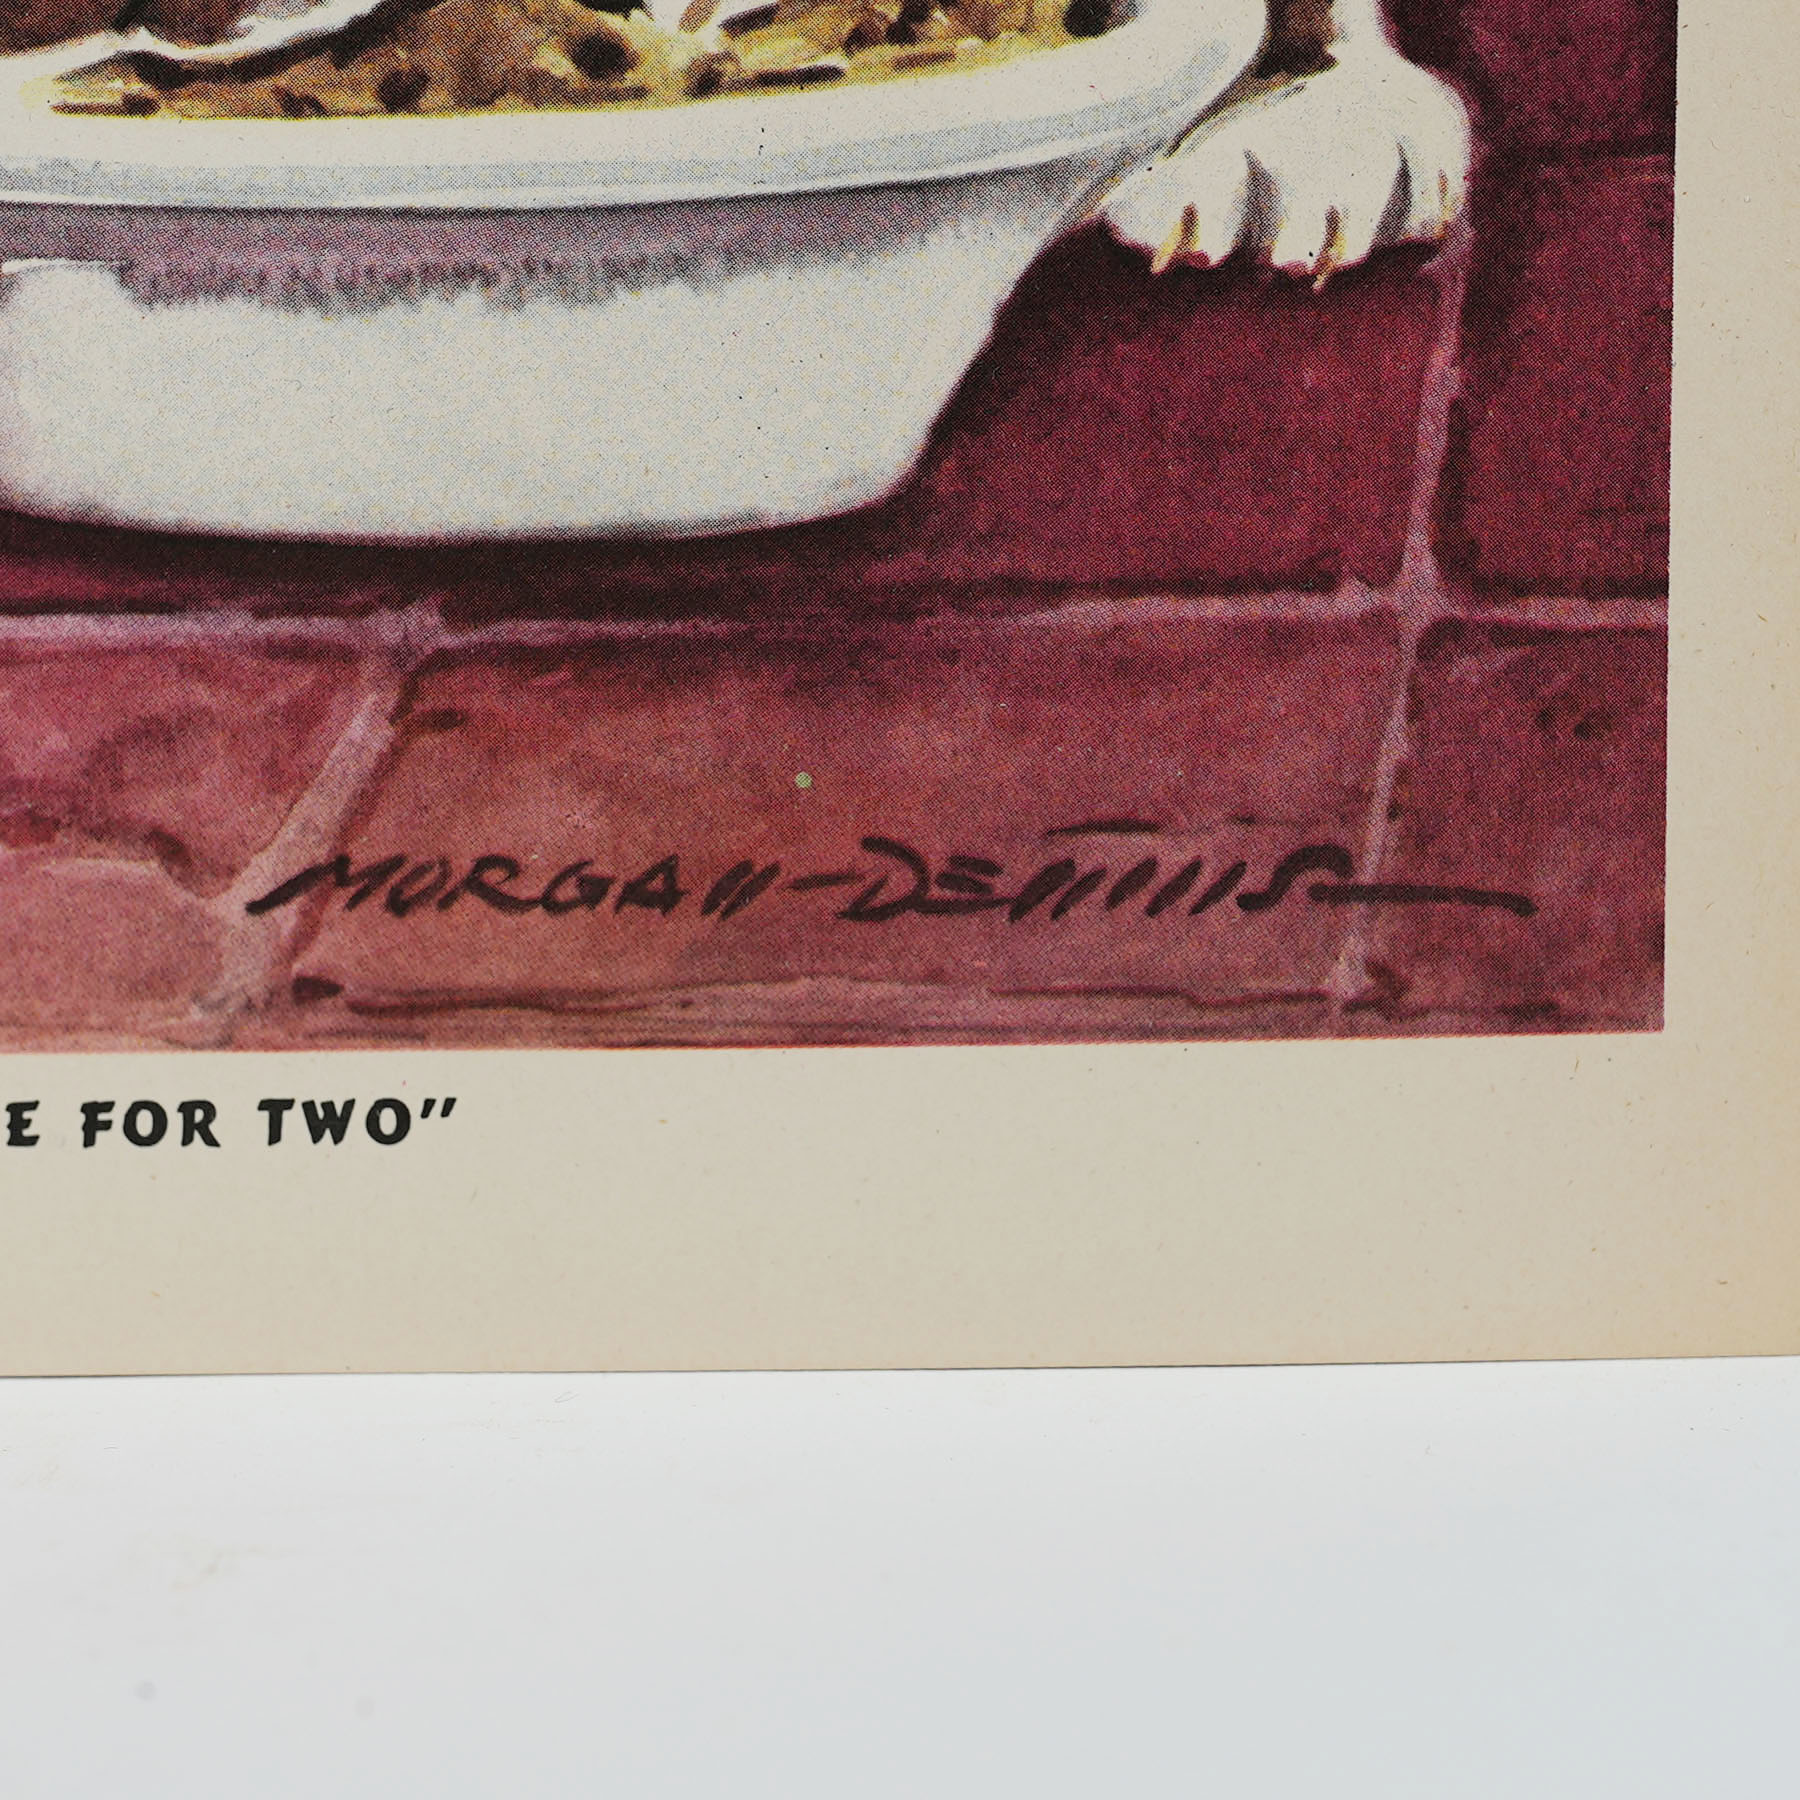 MORGAN-DENNIS
E FOR TWO"